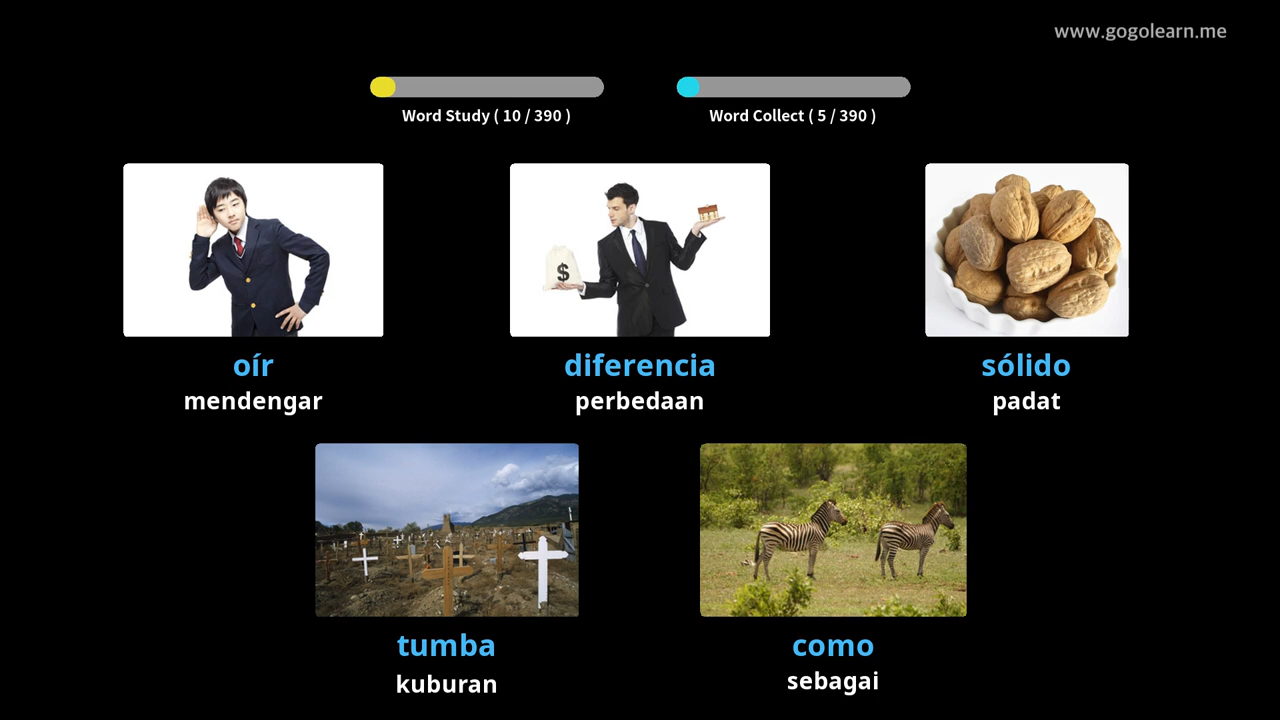 www.gogolearn.me
Word Study ( 10 / 390 )
Word Collect ( 5 / 390 )
oír
mendengar
diferencia
perbedaan
sólido
padat
$
tumba
kuburan
como
sebagai